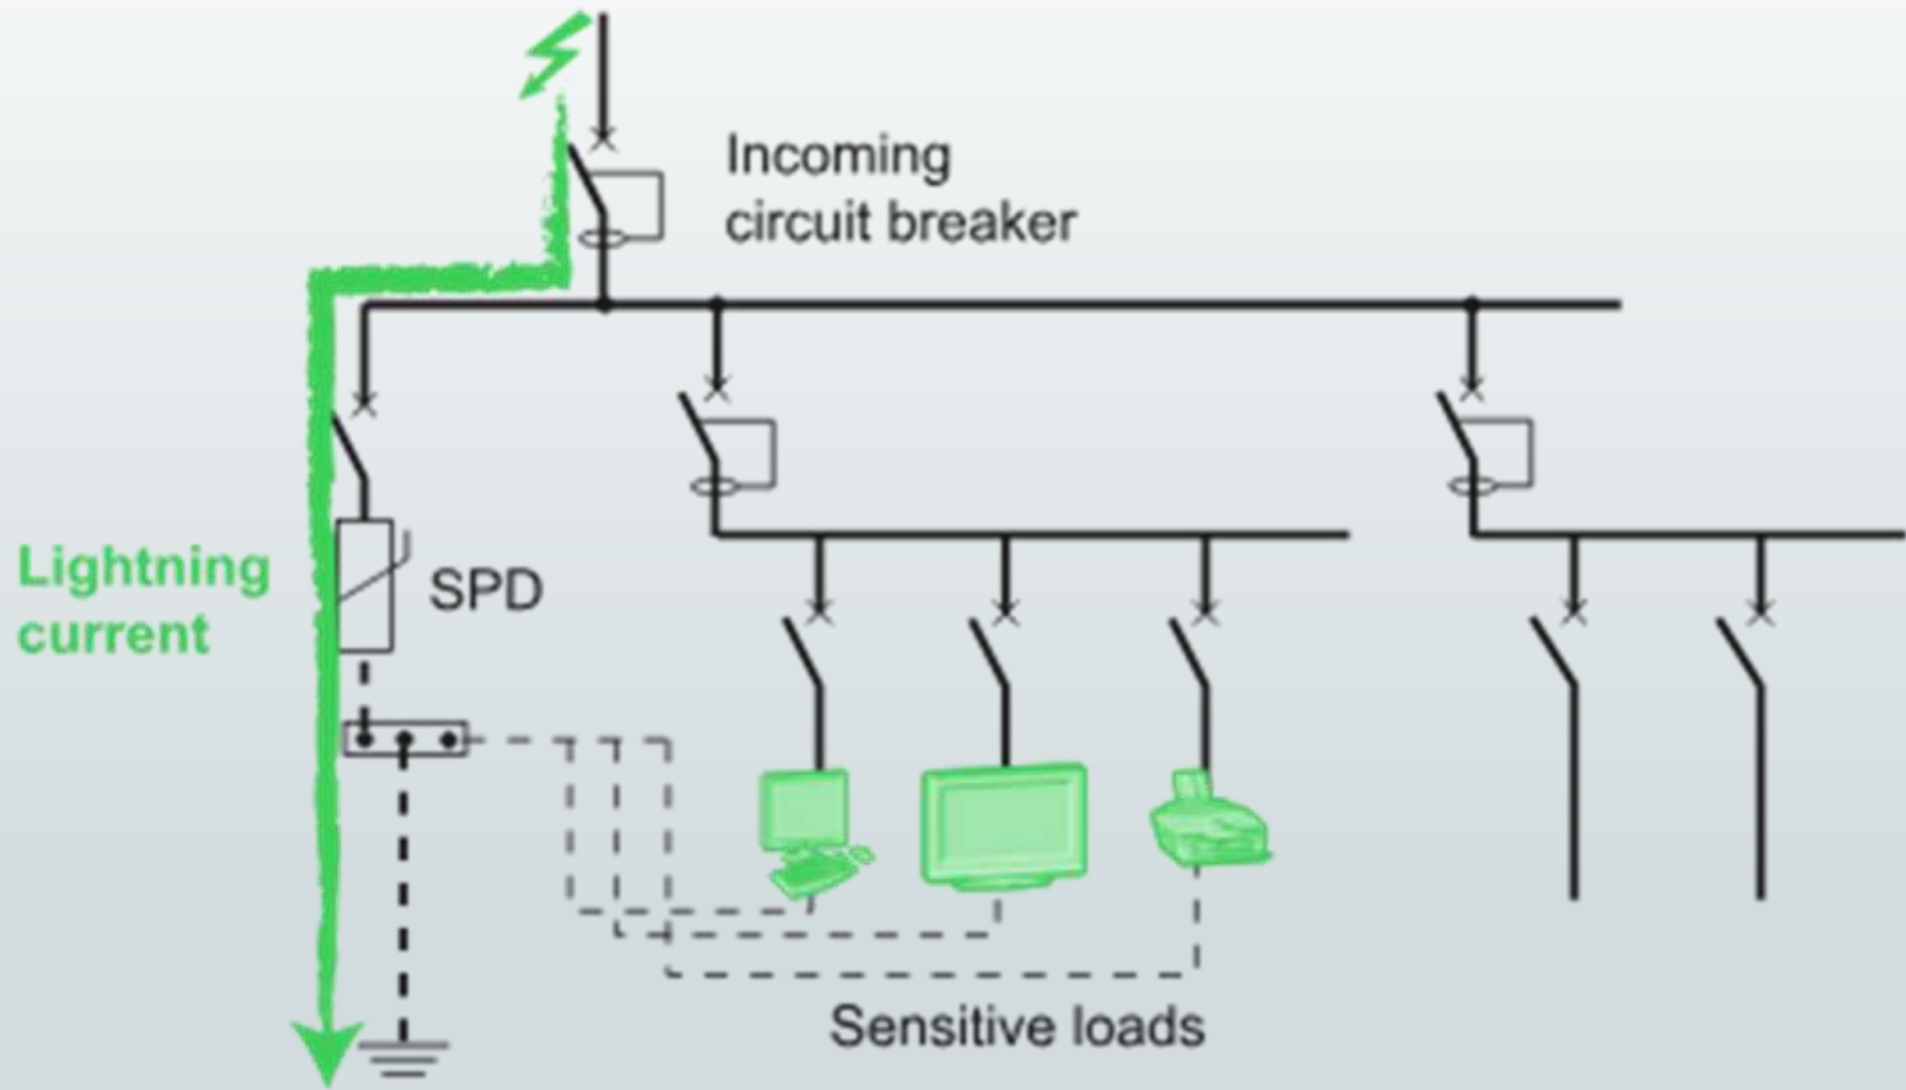 Incoming
circuit breaker
Lightning
current
SPD
Sensitive loads